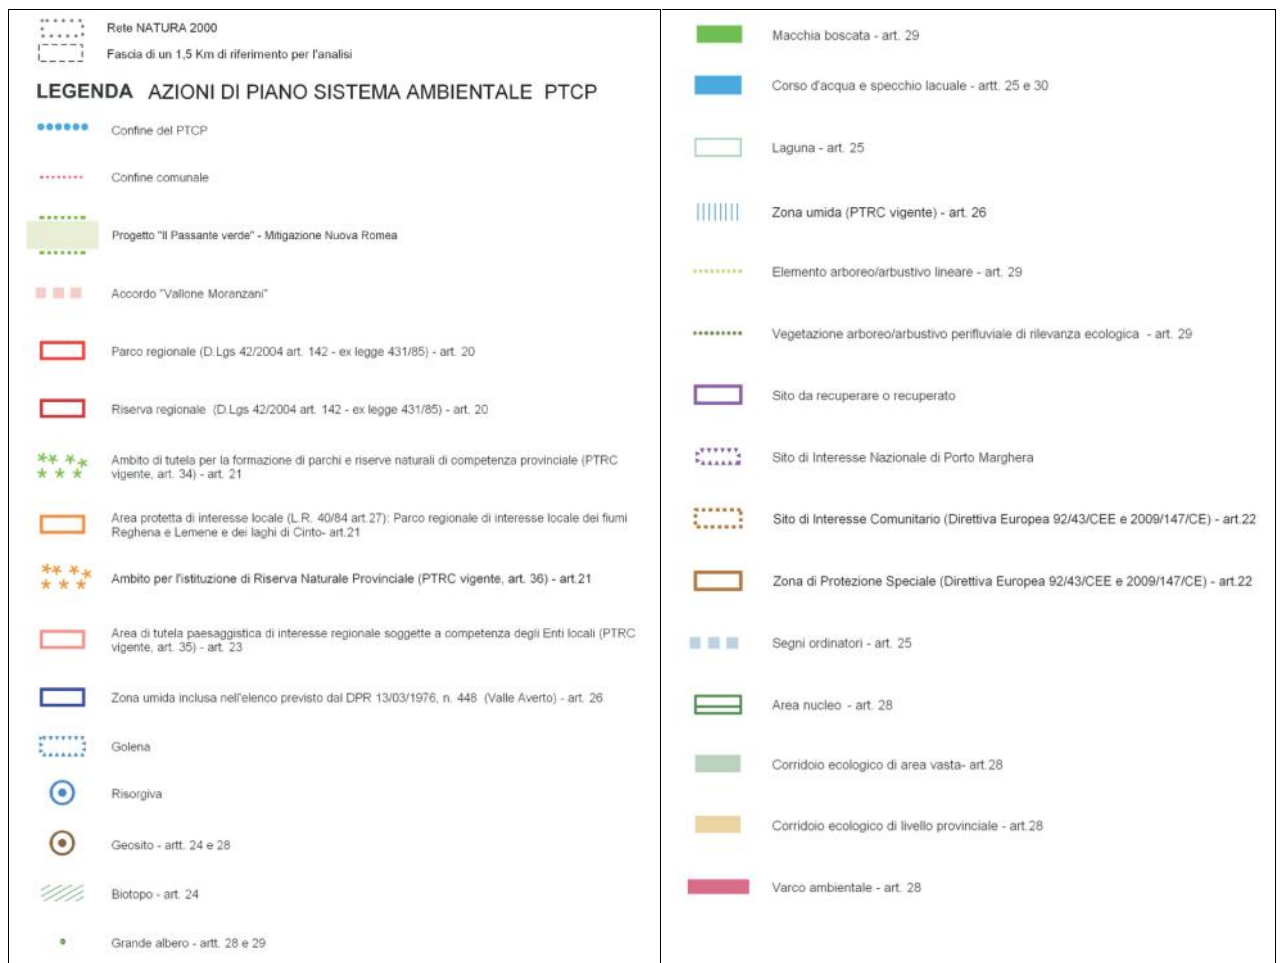 Rete NATURA 2000
Fascia di un 1,5 Km di riferimento per l'analisi
LEGENDA AZIONI DI PIANO SISTEMA AMBIENTALE PTCP
Confine del PTCP
Confine comunale
Progetto "Il Passante verde" - Mitigazione Nuova Romea
Accordo "Vallone Moranzani"
Parco regionale (D.Lgs 42/2004 art. 142 - ex legge 431/85) - art. 20
Riserva regionale (D.Lgs 42/2004 art. 142 - ex legge 431/85) - art. 20
Ambito di tutela per la formazione di parchi e riserve naturali di competenza provinciale (PTRC
vigente, art. 34) - art. 21
Area protetta di interesse locale (L.R. 40/84 art.27): Parco regionale di interesse locale dei fiumi
Reghena e Lemene e dei laghi di Cinto- art.21
Ambito per l'istituzione di Riserva Naturale Provinciale (PTRC vigente, art. 36) - art.21
Area di tutela paesaggistica di interesse regionale soggette a competenza degli Enti locali (PTRC
vigente, art. 35) - art. 23
Zona umida inclusa nell'elenco previsto dal DPR 13/03/1976, n. 448 (Valle Averto) - art. 26
Golena
Risorgiva
Geosito - artt. 24 e 28
Biotopo - art. 24
Grande albero - artt. 28 e 29
Macchia boscata - art. 29
Corso d'acqua e specchio lacuale - artt. 25 e 30
Laguna - art. 25
Zona umida (PTRC vigente) - art. 26
Elemento arboreo/arbustivo lineare - art. 29
Vegetazione arboreo/arbustivo perifluviale di rilevanza ecologica - art. 29
Sito da recuperare o recuperato
Sito di Interesse Nazionale di Porto Marghera
Sito di Interesse Comunitario (Direttiva Europea 92/43/CEE e 2009/147/CE) - art.22
Zona di Protezione Speciale (Direttiva Europea 92/43/CEE e 2009/147/CE) - art.22
Segni ordinatori - art. 25
Area nucleo - art. 28
Corridoio ecologico di area vasta- art.28
Corridoio ecologico di livello provinciale - art.28
Varco ambientale - art. 28